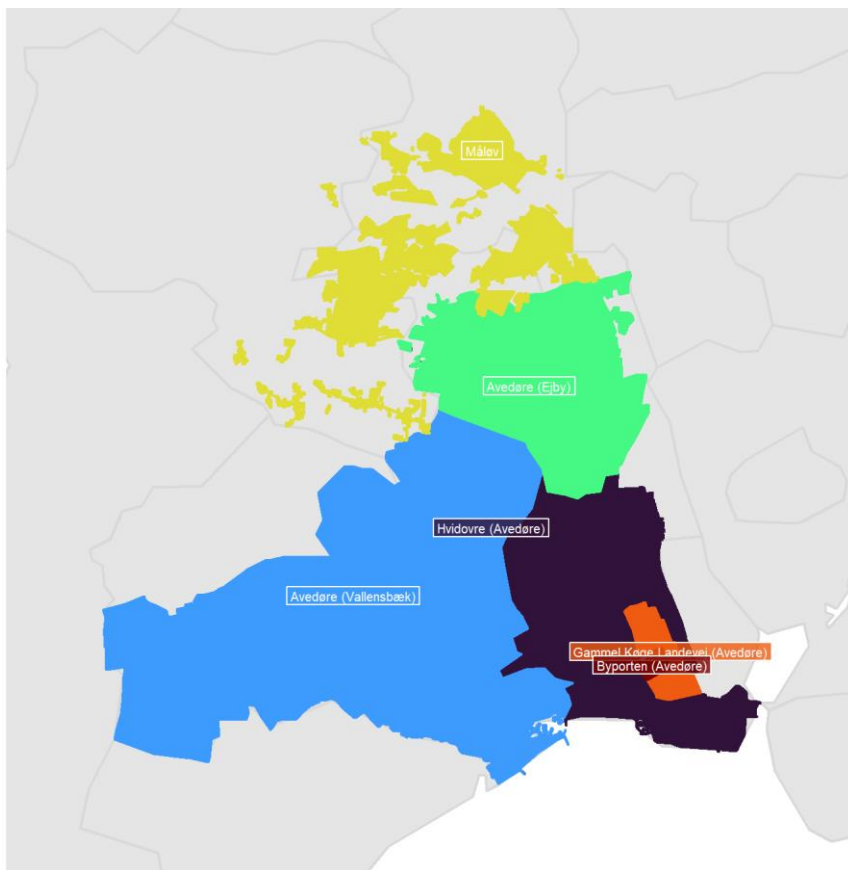 Måløv
Avedøre (Ejby)
Hvidovre (Avedøre)
Avedøre (Vallensbæk)
Gammel Køge Landevej (Avedøre)
Byporten (Avedøre)